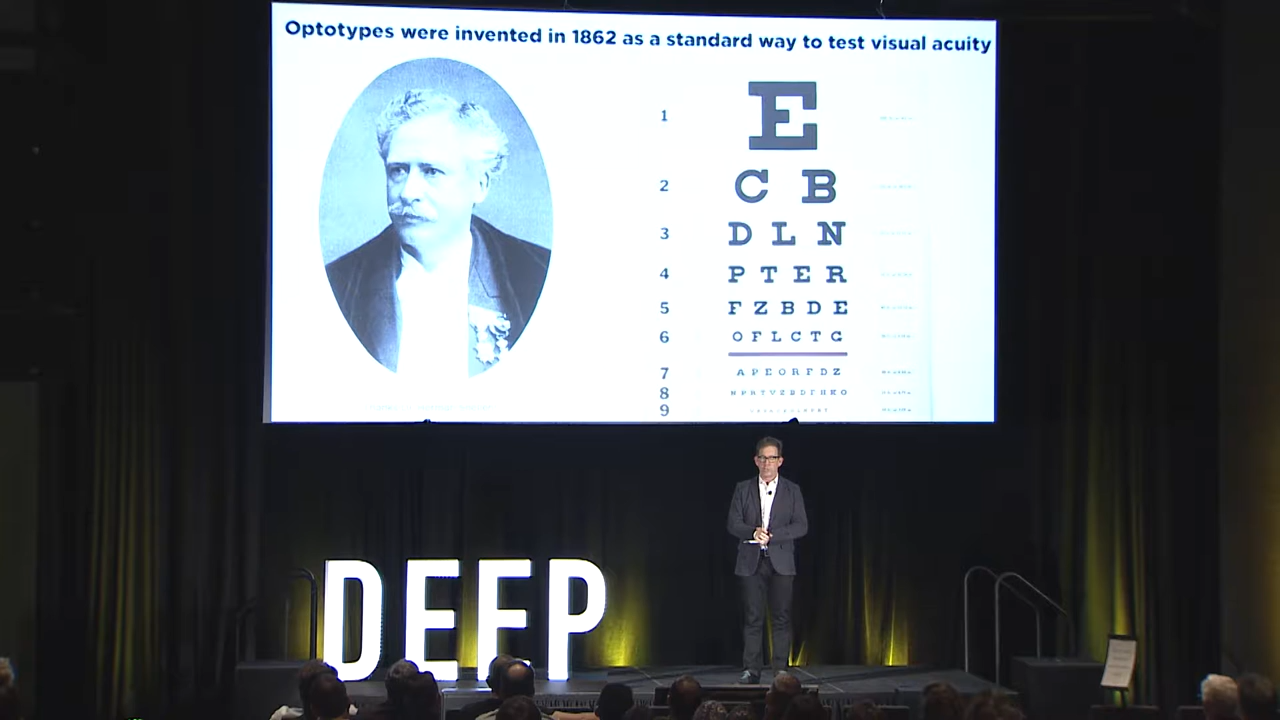 Optotypes were invented in 1862 as a standard way to test visual acuity
1 E
2 C B
3 D L N
4 P T E R
5 F Z B D E
6 O F L C T G
7 A P E O R F D Z
8 N P R T V Z B D F H K O
9
DEEP